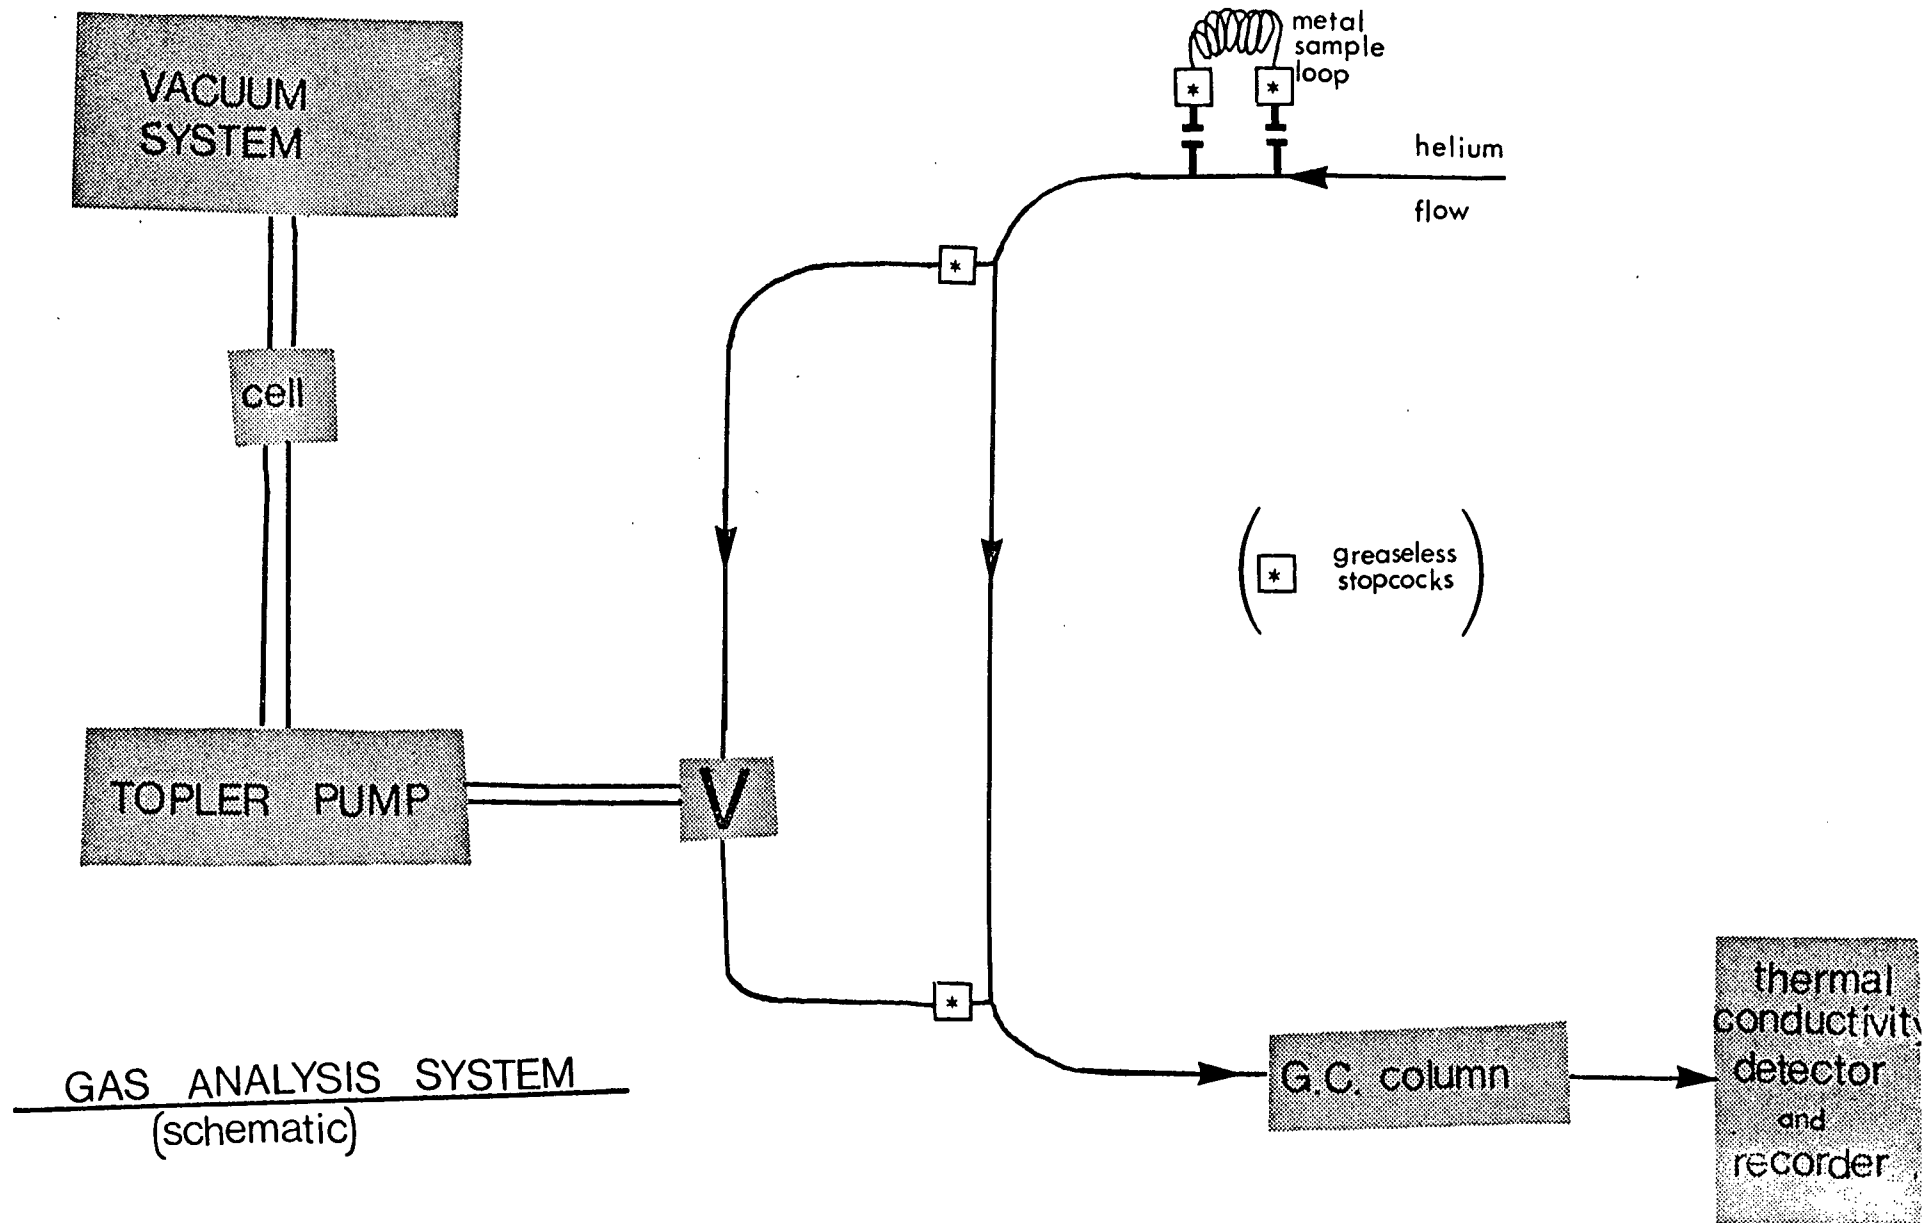 metal
sample
loop
VACUUM
SYSTEM
helium
flow
*
*
*
cell
* greaseless
stopcocks
TOPLER PUMP
V
*
thermal
conductivity
detector
and
recorder
G.C. column
GAS ANALYSIS SYSTEM
(schematic)